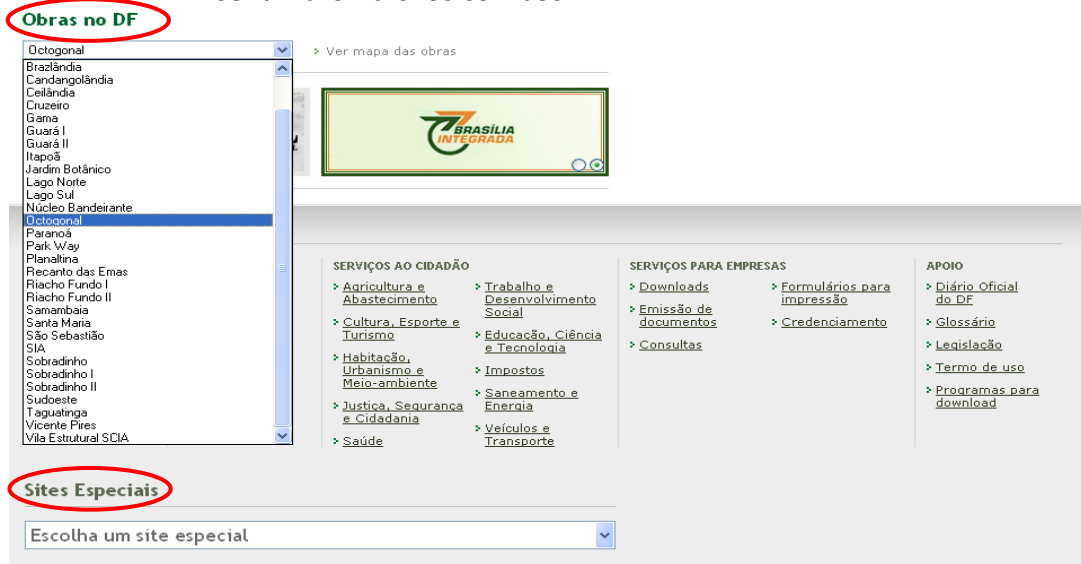 Obras no DF
Octogonal
Ver mapa das obras
Brazlândia
Candangolândia
Ceilândia
Cruzeiro
Gama
Guará I
Guará II
Itapoã
Jardim Botânico
Lago Norte
Lago Sul
Núcleo Bandeirante
Octogonal
Paranoá
Park Way
Planaltina
Recanto das Emas
Riacho Fundo I
Riacho Fundo II
Samambaia
Santa Maria
São Sebastião
SIA
Sobradinho
Sobradinho I
Sobradinho II
Sudoeste
Taguatinga
Vicente Pires
Vila Estrutural SCIA
BRASÍLIA
INTEGRADA
SERVIÇOS AO CIDADÃO
Agricultura e
Abastecimento
Cultura, Esporte e
Turismo
Habitação,
Urbanismo e
Meio-ambiente
Justiça, Segurança
e Cidadania
Saúde
Trabalho e
Desenvolvimento
Social
Educação, Ciência
e Tecnologia
Impostos
Saneamento e
Energia
Veículos e
Transporte
SERVIÇOS PARA EMPRESAS
Downloads
Emissão de
documentos
Consultas
Formulários para
impressão
Credenciamento
APOIO
Diário Oficial
do DF
Glossário
Legislação
Termo de uso
Programas para
download
Sites Especiais
Escolha um site especial